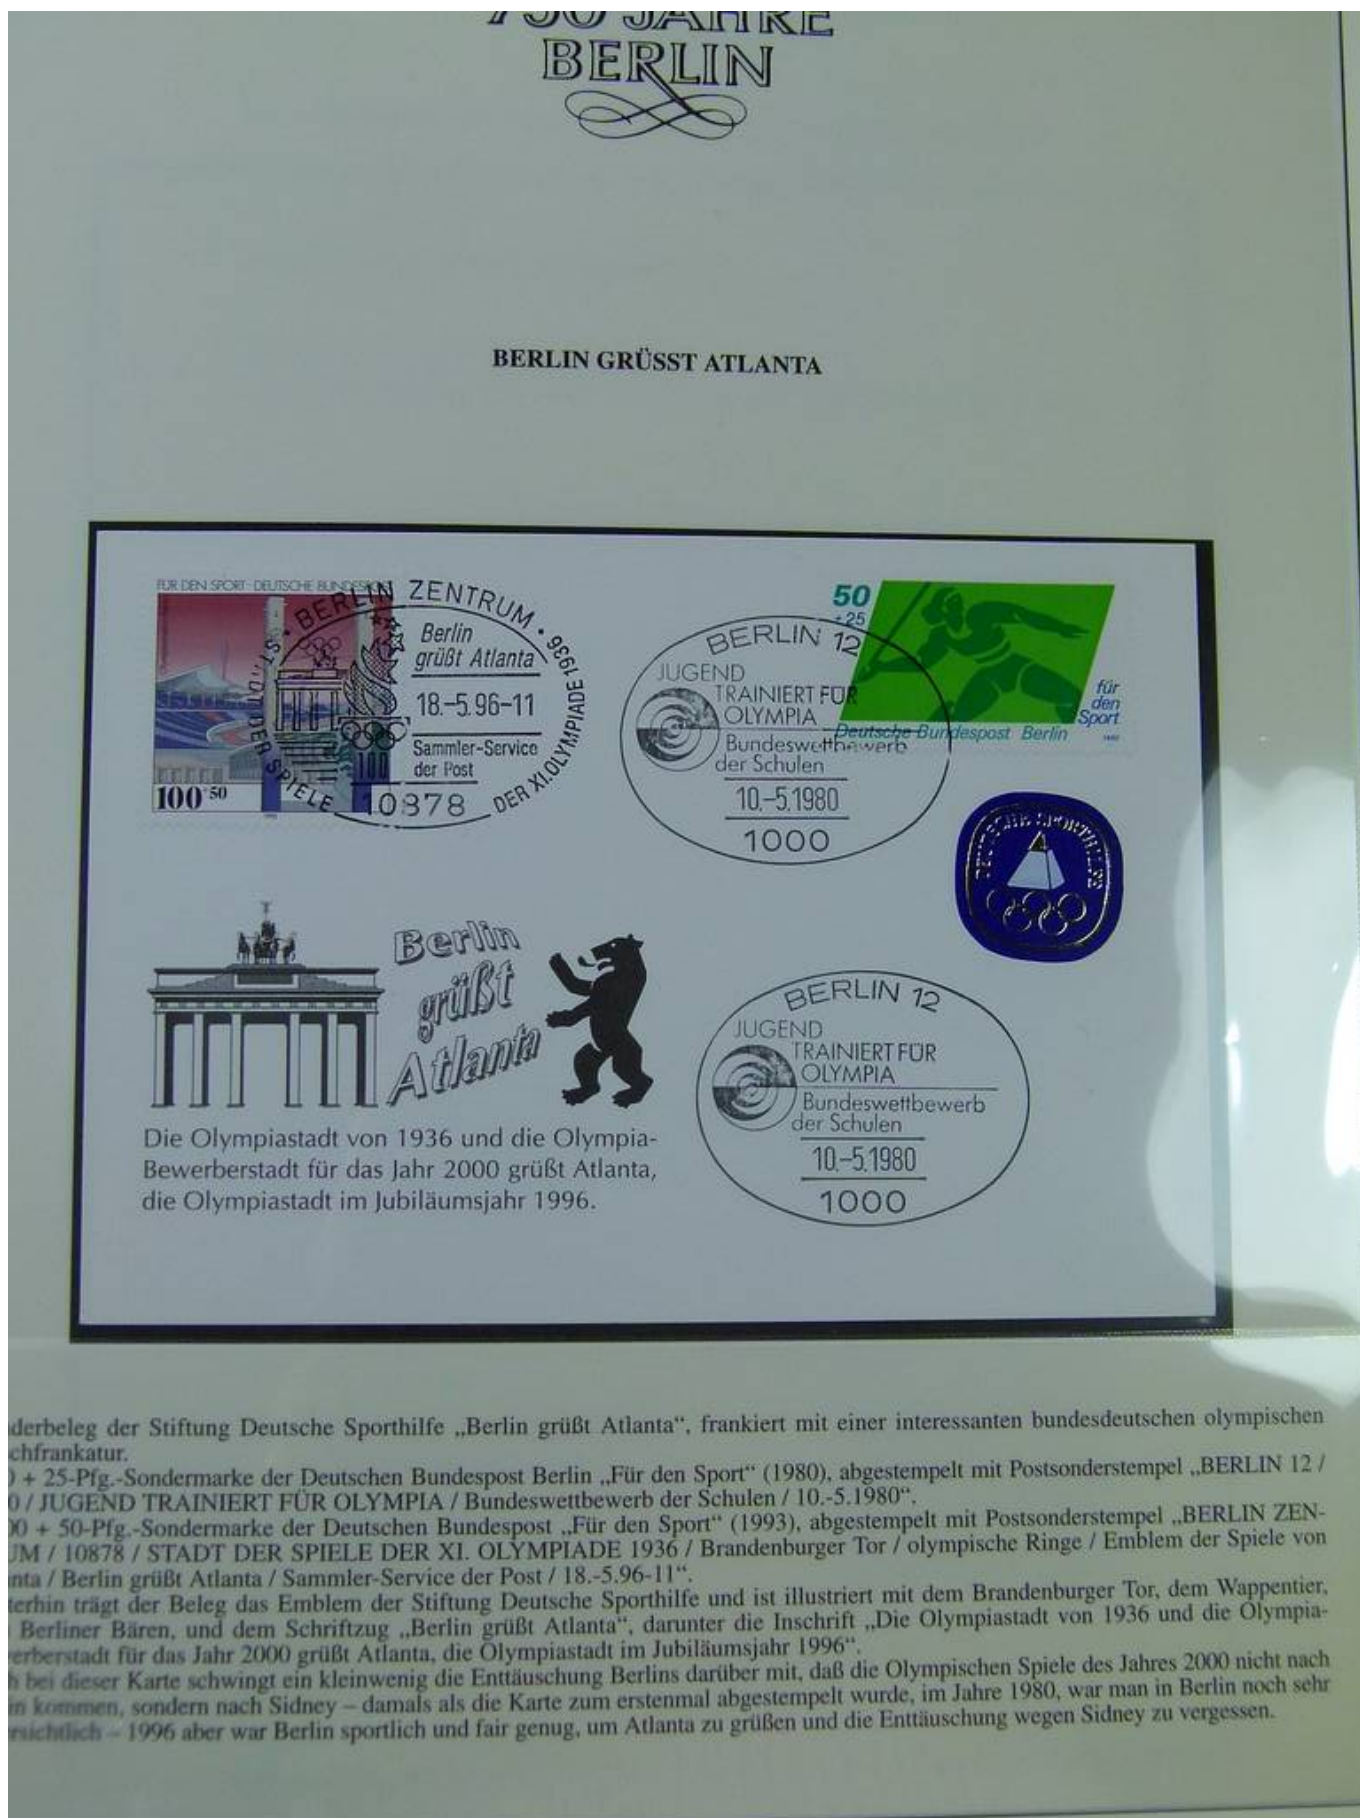 750 JAHRE
BERLIN
BERLIN GRÜSST ATLANTA
FÜR DEN SPORT · DEUTSCHE BUNDESPOST
100+50
· BERLIN ZENTRUM ·
STADT DER SPIELE
DER XI. OLYMPIADE 1936
Berlin
grüßt Atlanta
18.-5.96-11
Sammler-Service
der Post
100
10878
50
+25
für
den
Sport
Deutsche Bundespost Berlin
1980
BERLIN 12
JUGEND
TRAINIERT FÜR
OLYMPIA
Bundeswettbewerb
der Schulen
10.-5.1980
1000
DEUTSCHE SPORTHILFE
Berlin
grüßt
Atlanta
Die Olympiastadt von 1936 und die Olympia-
Bewerberstadt für das Jahr 2000 grüßt Atlanta,
die Olympiastadt im Jubiläumsjahr 1996.
BERLIN 12
JUGEND
TRAINIERT FÜR
OLYMPIA
Bundeswettbewerb
der Schulen
10.-5.1980
1000
derbeleg der Stiftung Deutsche Sporthilfe „Berlin grüßt Atlanta“, frankiert mit einer interessanten bundesdeutschen olympischen
chfrankatur.
0 + 25-Pfg.-Sondermarke der Deutschen Bundespost Berlin „Für den Sport“ (1980), abgestempelt mit Postsonderstempel „BERLIN 12 /
0 / JUGEND TRAINIERT FÜR OLYMPIA / Bundeswettbewerb der Schulen / 10.-5.1980“.
00 + 50-Pfg.-Sondermarke der Deutschen Bundespost „Für den Sport“ (1993), abgestempelt mit Postsonderstempel „BERLIN ZEN-
UM / 10878 / STADT DER SPIELE DER XI. OLYMPIADE 1936 / Brandenburger Tor / olympische Ringe / Emblem der Spiele von
nta / Berlin grüßt Atlanta / Sammler-Service der Post / 18.-5.96-11“.
terhin trägt der Beleg das Emblem der Stiftung Deutsche Sporthilfe und ist illustriert mit dem Brandenburger Tor, dem Wappentier,
Berliner Bären, und dem Schriftzug „Berlin grüßt Atlanta“, darunter die Inschrift „Die Olympiastadt von 1936 und die Olympia-
erberstadt für das Jahr 2000 grüßt Atlanta, die Olympiastadt im Jubiläumsjahr 1996“.
h bei dieser Karte schwingt ein kleinwenig die Enttäuschung Berlins darüber mit, daß die Olympischen Spiele des Jahres 2000 nicht nach
in kommen, sondern nach Sidney – damals als die Karte zum erstenmal abgestempelt wurde, im Jahre 1980, war man in Berlin noch sehr
rsichtlich – 1996 aber war Berlin sportlich und fair genug, um Atlanta zu grüßen und die Enttäuschung wegen Sidney zu vergessen.